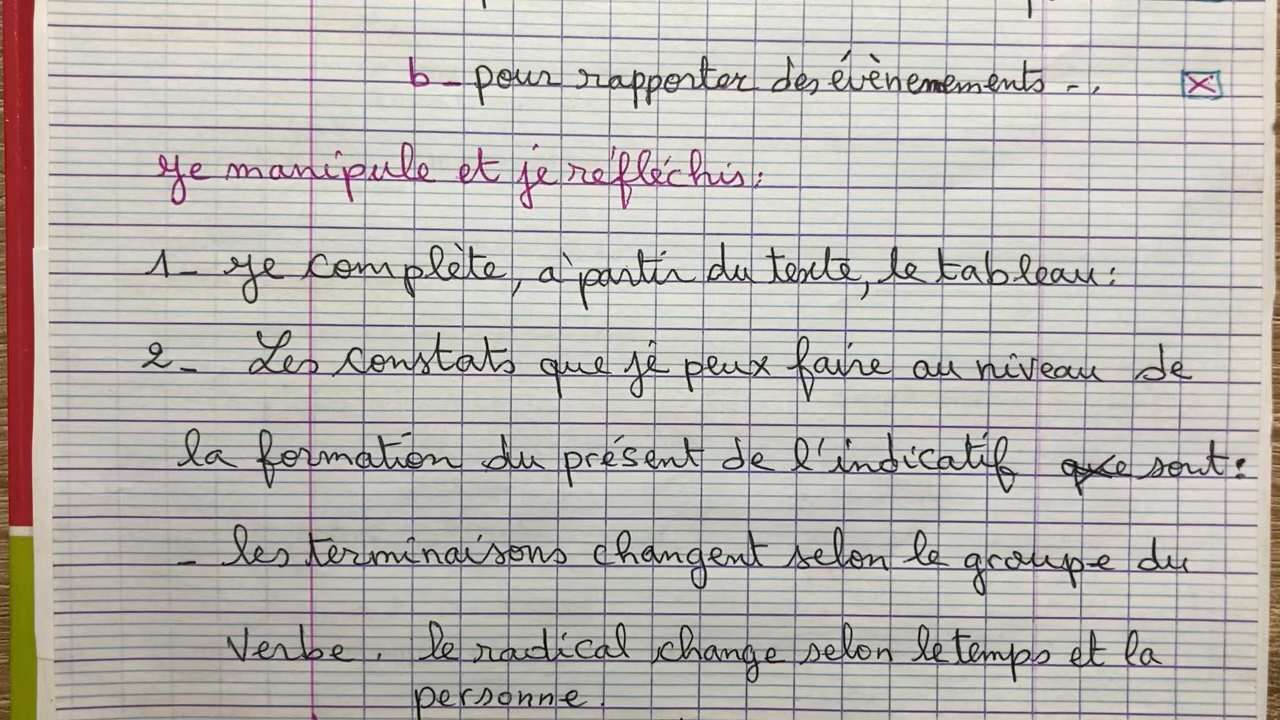 b - pour rapporter des évènemements - . ☒
Je manipule et je réfléchis :
1 - Je complète, à partir du texte, le tableau :
2 - Les constats que je peux faire au niveau de
la formation du présent de l'indicatif que sont :
- les terminaisons changent selon le groupe du
verbe. le radical change selon le temps et la
personne.